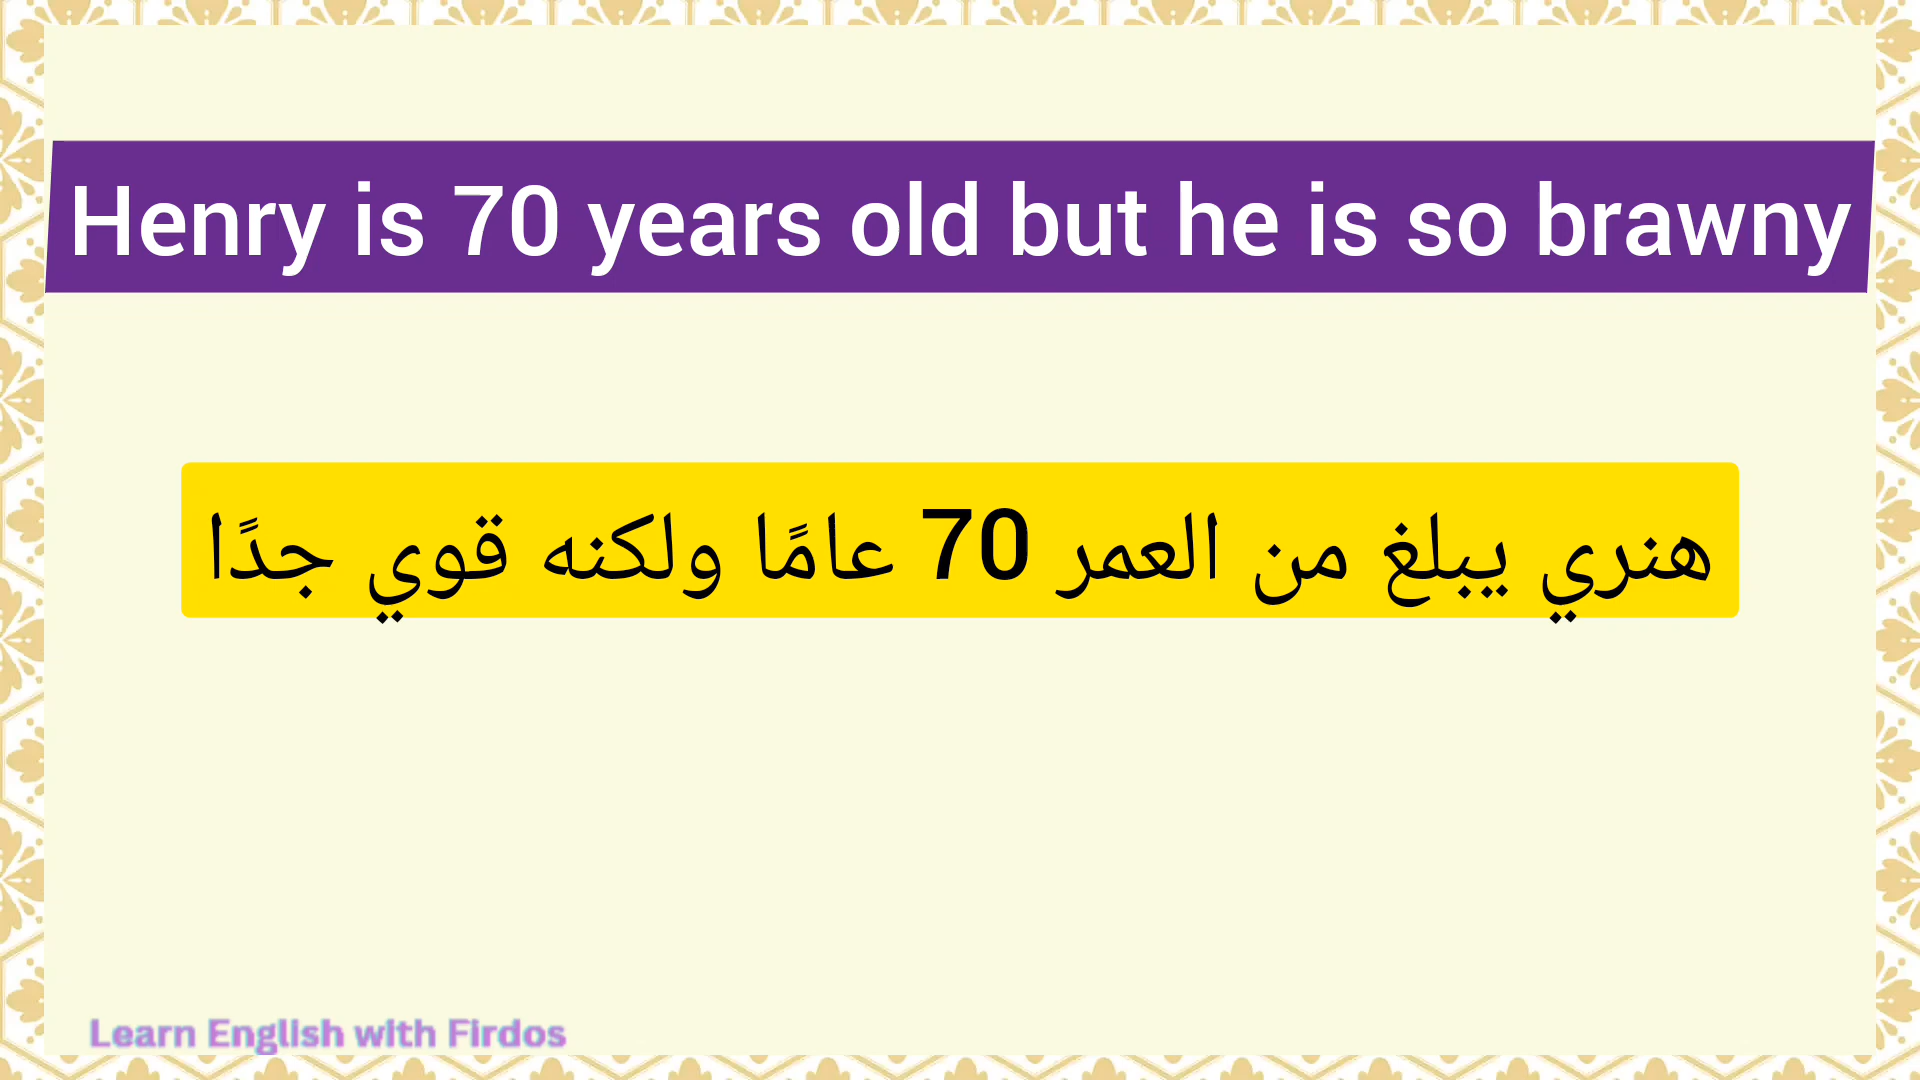 Henry is 70 years old but he is so brawny
هنري يبلغ من العمر 70 عامًا ولكنه قوي جدًا
Learn English with Firdos